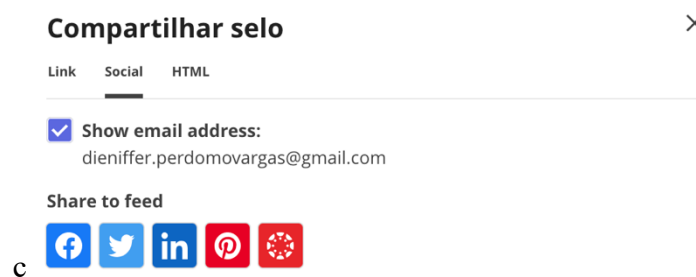 Compartilhar selo
Link Social HTML
Show email address:
dieniffer.perdomovargas@gmail.com
Share to feed
c